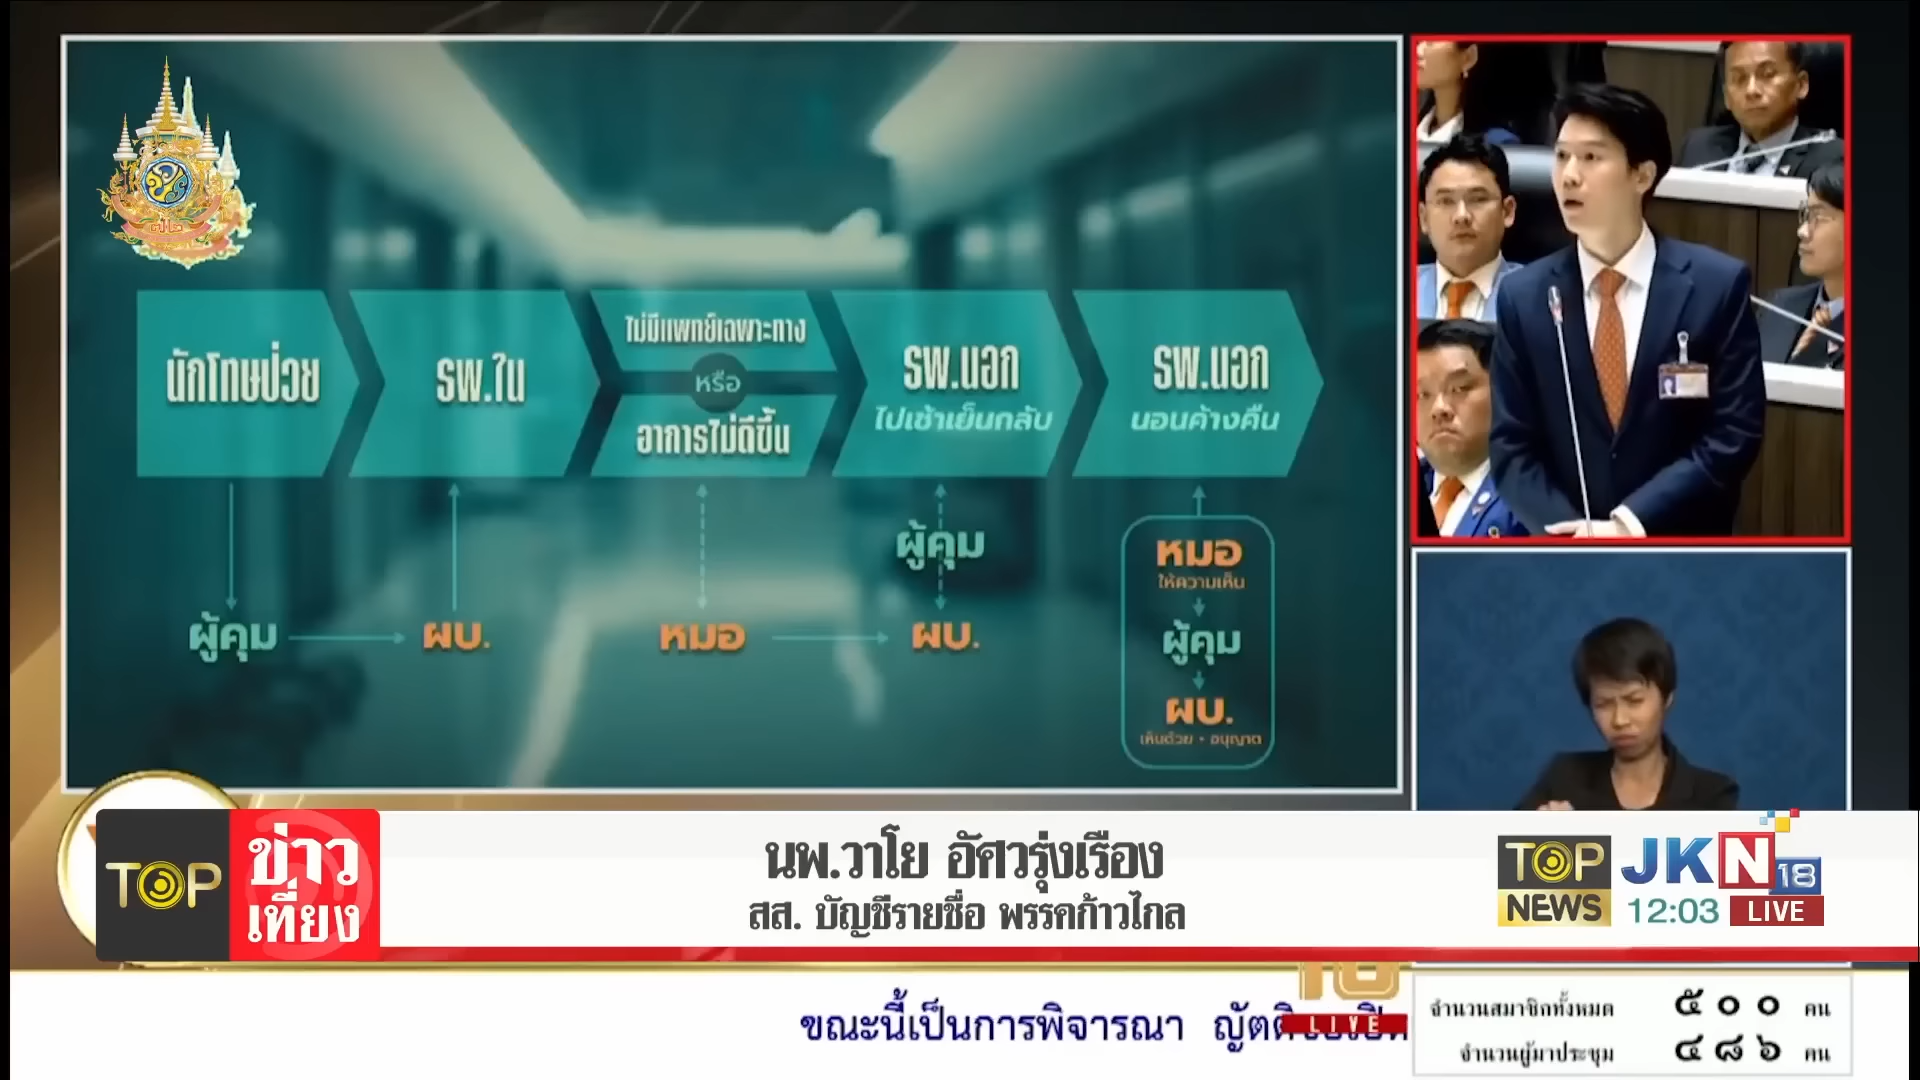 นักโทษป่วย
รพ.ใน
ไม่มีแพทย์เฉพาะทาง
หรือ
อาการไม่ดีขึ้น
รพ.นอก
ไปเช้าเย็นกลับ
รพ.นอก
นอนค้างคืน
ผู้คุม
ผบ.
หมอ
ผู้คุม
ผบ.
หมอ
ให้ความเห็น
ผู้คุม
ผบ.
เห็นด้วย - อนุญาต
TOP
ข่าว
เที่ยง
นพ.วาโย อัศวรุ่งเรือง
สส. บัญชีรายชื่อ พรรคก้าวไกล
TOP
NEWS
JKN
18
12:03
LIVE
LIVE
ขณะนี้เป็นการพิจารณา
จำนวนสมาชิกทั้งหมด ๕๐๐ คน
จำนวนผู้มาประชุม ๔๘๖ คน